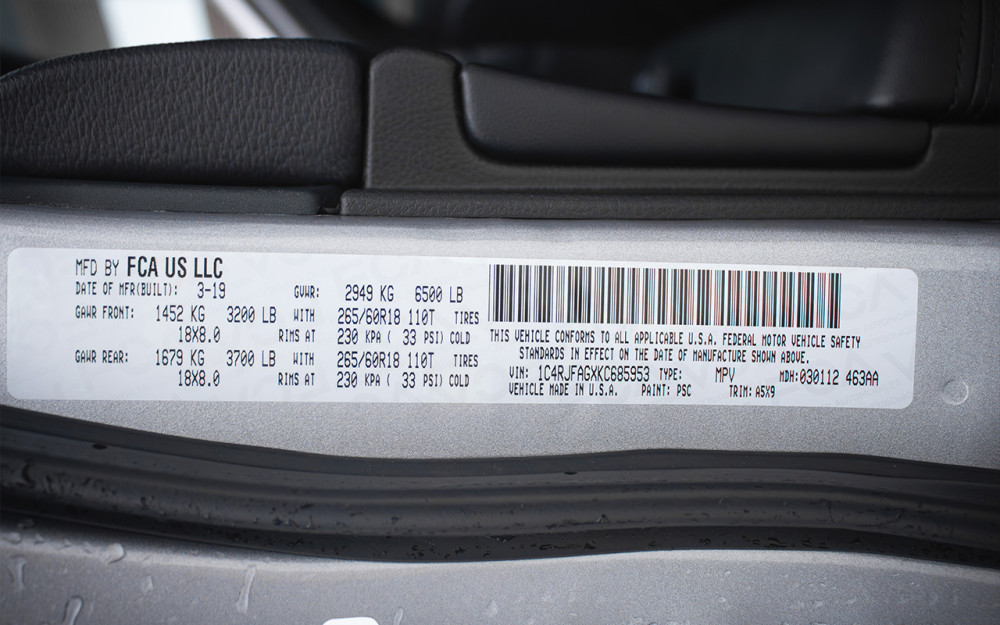 MFD BY FCA US LLC
DATE OF MFR(BUILT): 3-19 GVWR: 2949 KG 6500 LB
GAWR FRONT: 1452 KG 3200 LB WITH 265/60R18 110T TIRES
18X8.0 RIMS AT 230 KPA ( 33 PSI) COLD
GAWR REAR: 1679 KG 3700 LB WITH 265/60R18 110T TIRES
18X8.0 RIMS AT 230 KPA ( 33 PSI) COLD
THIS VEHICLE CONFORMS TO ALL APPLICABLE U.S.A. FEDERAL MOTOR VEHICLE SAFETY
STANDARDS IN EFFECT ON THE DATE OF MANUFACTURE SHOWN ABOVE.
VIN: 1C4RJFAGXKC685953 TYPE: MPV MDH:030112 463AA
VEHICLE MADE IN U.S.A. PAINT: PSC TRIM: A5X9